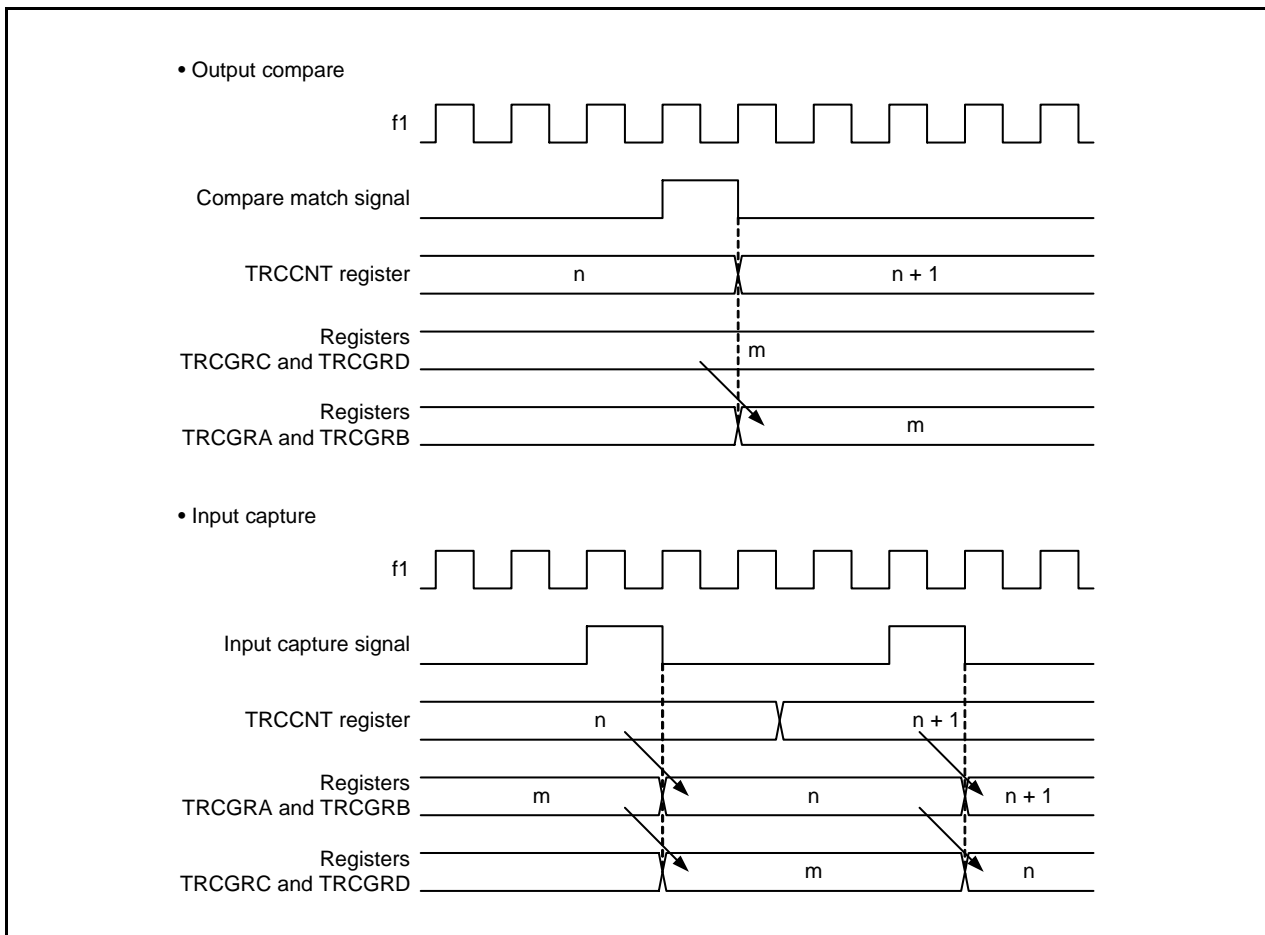 • Output compare
f1
Compare match signal
TRCCNT register
n
n + 1
Registers
TRCGRC and TRCGRD
m
Registers
TRCGRA and TRCGRB
m
• Input capture
f1
Input capture signal
TRCCNT register
n
n + 1
Registers
TRCGRA and TRCGRB
m
n
n + 1
Registers
TRCGRC and TRCGRD
m
n